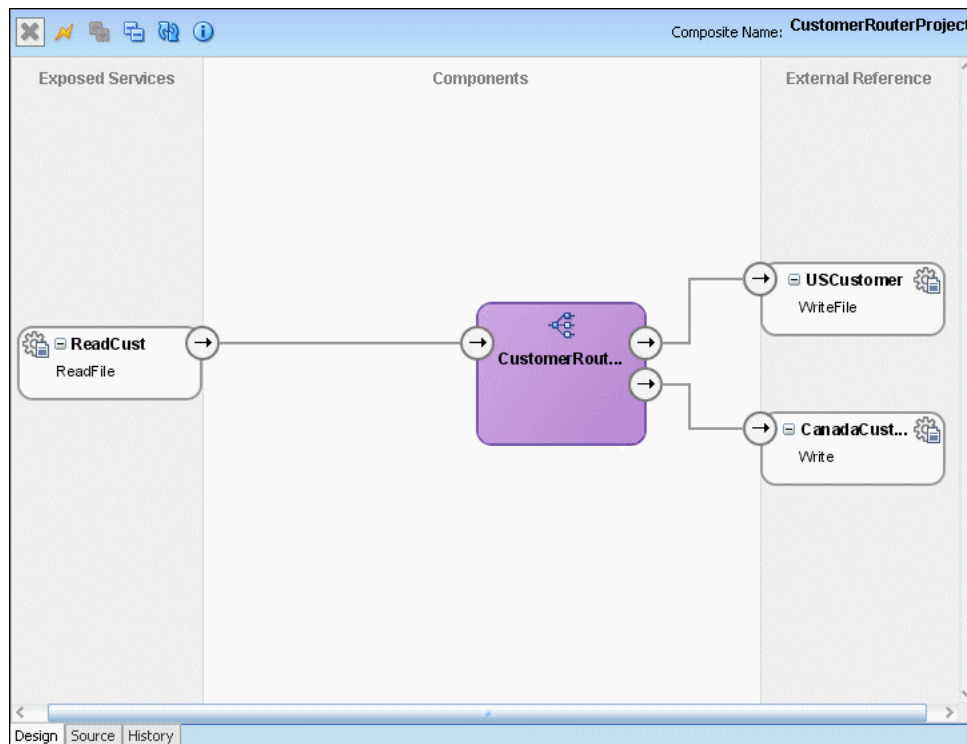 Composite Name: CustomerRouterProject
Exposed Services
Components
External Reference
USCustomer
WriteFile
ReadCust
ReadFile
CustomerRout...
CanadaCust...
Write
Design Source History